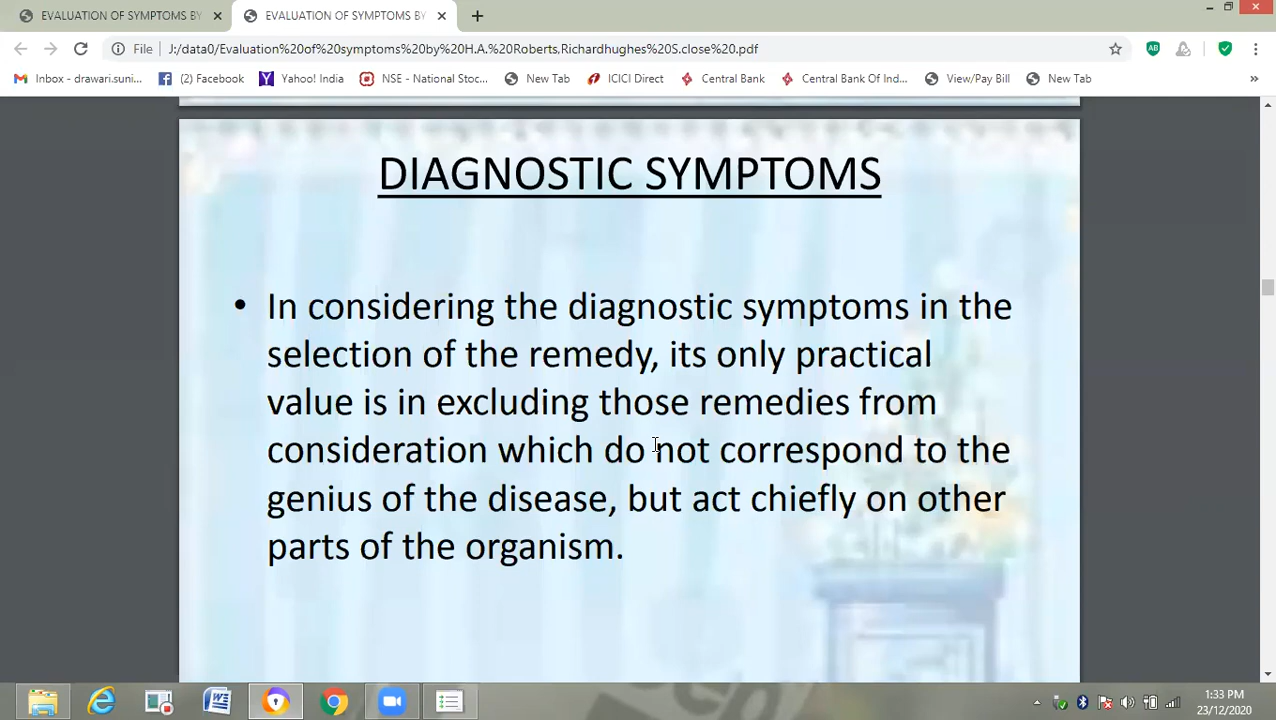 EVALUATION OF SYMPTOMS BY
EVALUATION OF SYMPTOMS BY
File J:/data0/Evaluation%20of%20symptoms%20by%20H.A.%20Roberts.Richardhughes%20S.close%20.pdf
AB
Inbox - drawari.suni... (2) Facebook Yahoo! India NSE - National Stoc... New Tab ICICI Direct Central Bank Central Bank Of Ind... View/Pay Bill New Tab »
DIAGNOSTIC SYMPTOMS
• In considering the diagnostic symptoms in the
selection of the remedy, its only practical
value is in excluding those remedies from
consideration which do not correspond to the
genius of the disease, but act chiefly on other
parts of the organism.
1:33 PM
23/12/2020